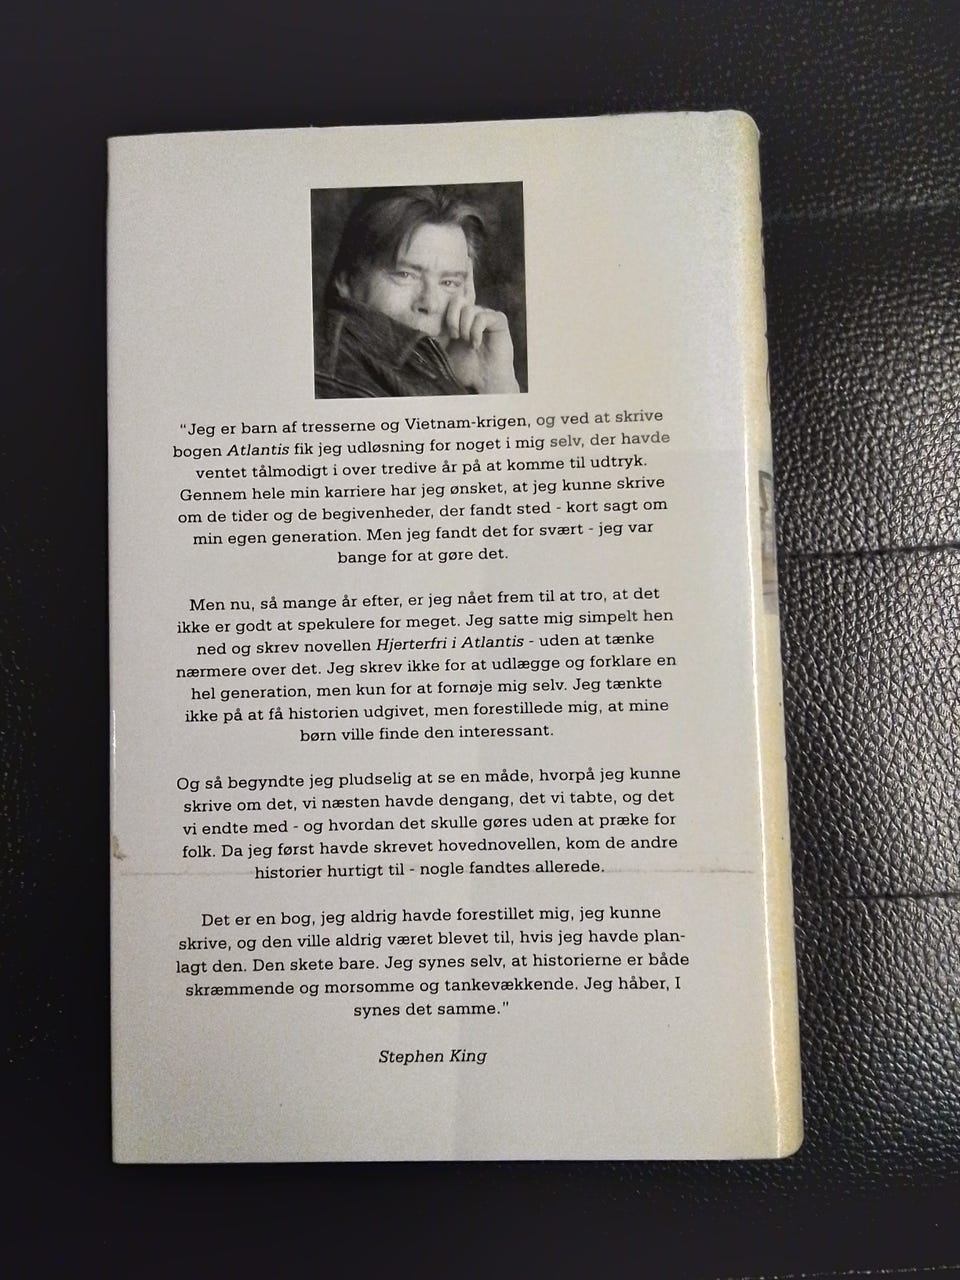 "Jeg er barn af tresserne og Vietnam-krigen, og ved at skrive
bogen Atlantis fik jeg udløsning for noget i mig selv, der havde
ventet tålmodigt i over tredive år på at komme til udtryk.
Gennem hele min karriere har jeg ønsket, at jeg kunne skrive
om de tider og de begivenheder, der fandt sted - kort sagt om
min egen generation. Men jeg fandt det for svært - jeg var
bange for at gøre det.
Men nu, så mange år efter, er jeg nået frem til at tro, at det
ikke er godt at spekulere for meget. Jeg satte mig simpelt hen
ned og skrev novellen Hjerterfri i Atlantis - uden at tænke
nærmere over det. Jeg skrev ikke for at udlægge og forklare en
hel generation, men kun for at fornøje mig selv. Jeg tænkte
ikke på at få historien udgivet, men forestillede mig, at mine
børn ville finde den interessant.
Og så begyndte jeg pludselig at se en måde, hvorpå jeg kunne
skrive om det, vi næsten havde dengang, det vi tabte, og det
vi endte med - og hvordan det skulle gøres uden at præke for
folk. Da jeg først havde skrevet hovednovellen, kom de andre
historier hurtigt til - nogle fandtes allerede.
Det er en bog, jeg aldrig havde forestillet mig, jeg kunne
skrive, og den ville aldrig været blevet til, hvis jeg havde plan-
lagt den. Den skete bare. Jeg synes selv, at historierne er både
skræmmende og morsomme og tankevækkende. Jeg håber, I
synes det samme."
Stephen King